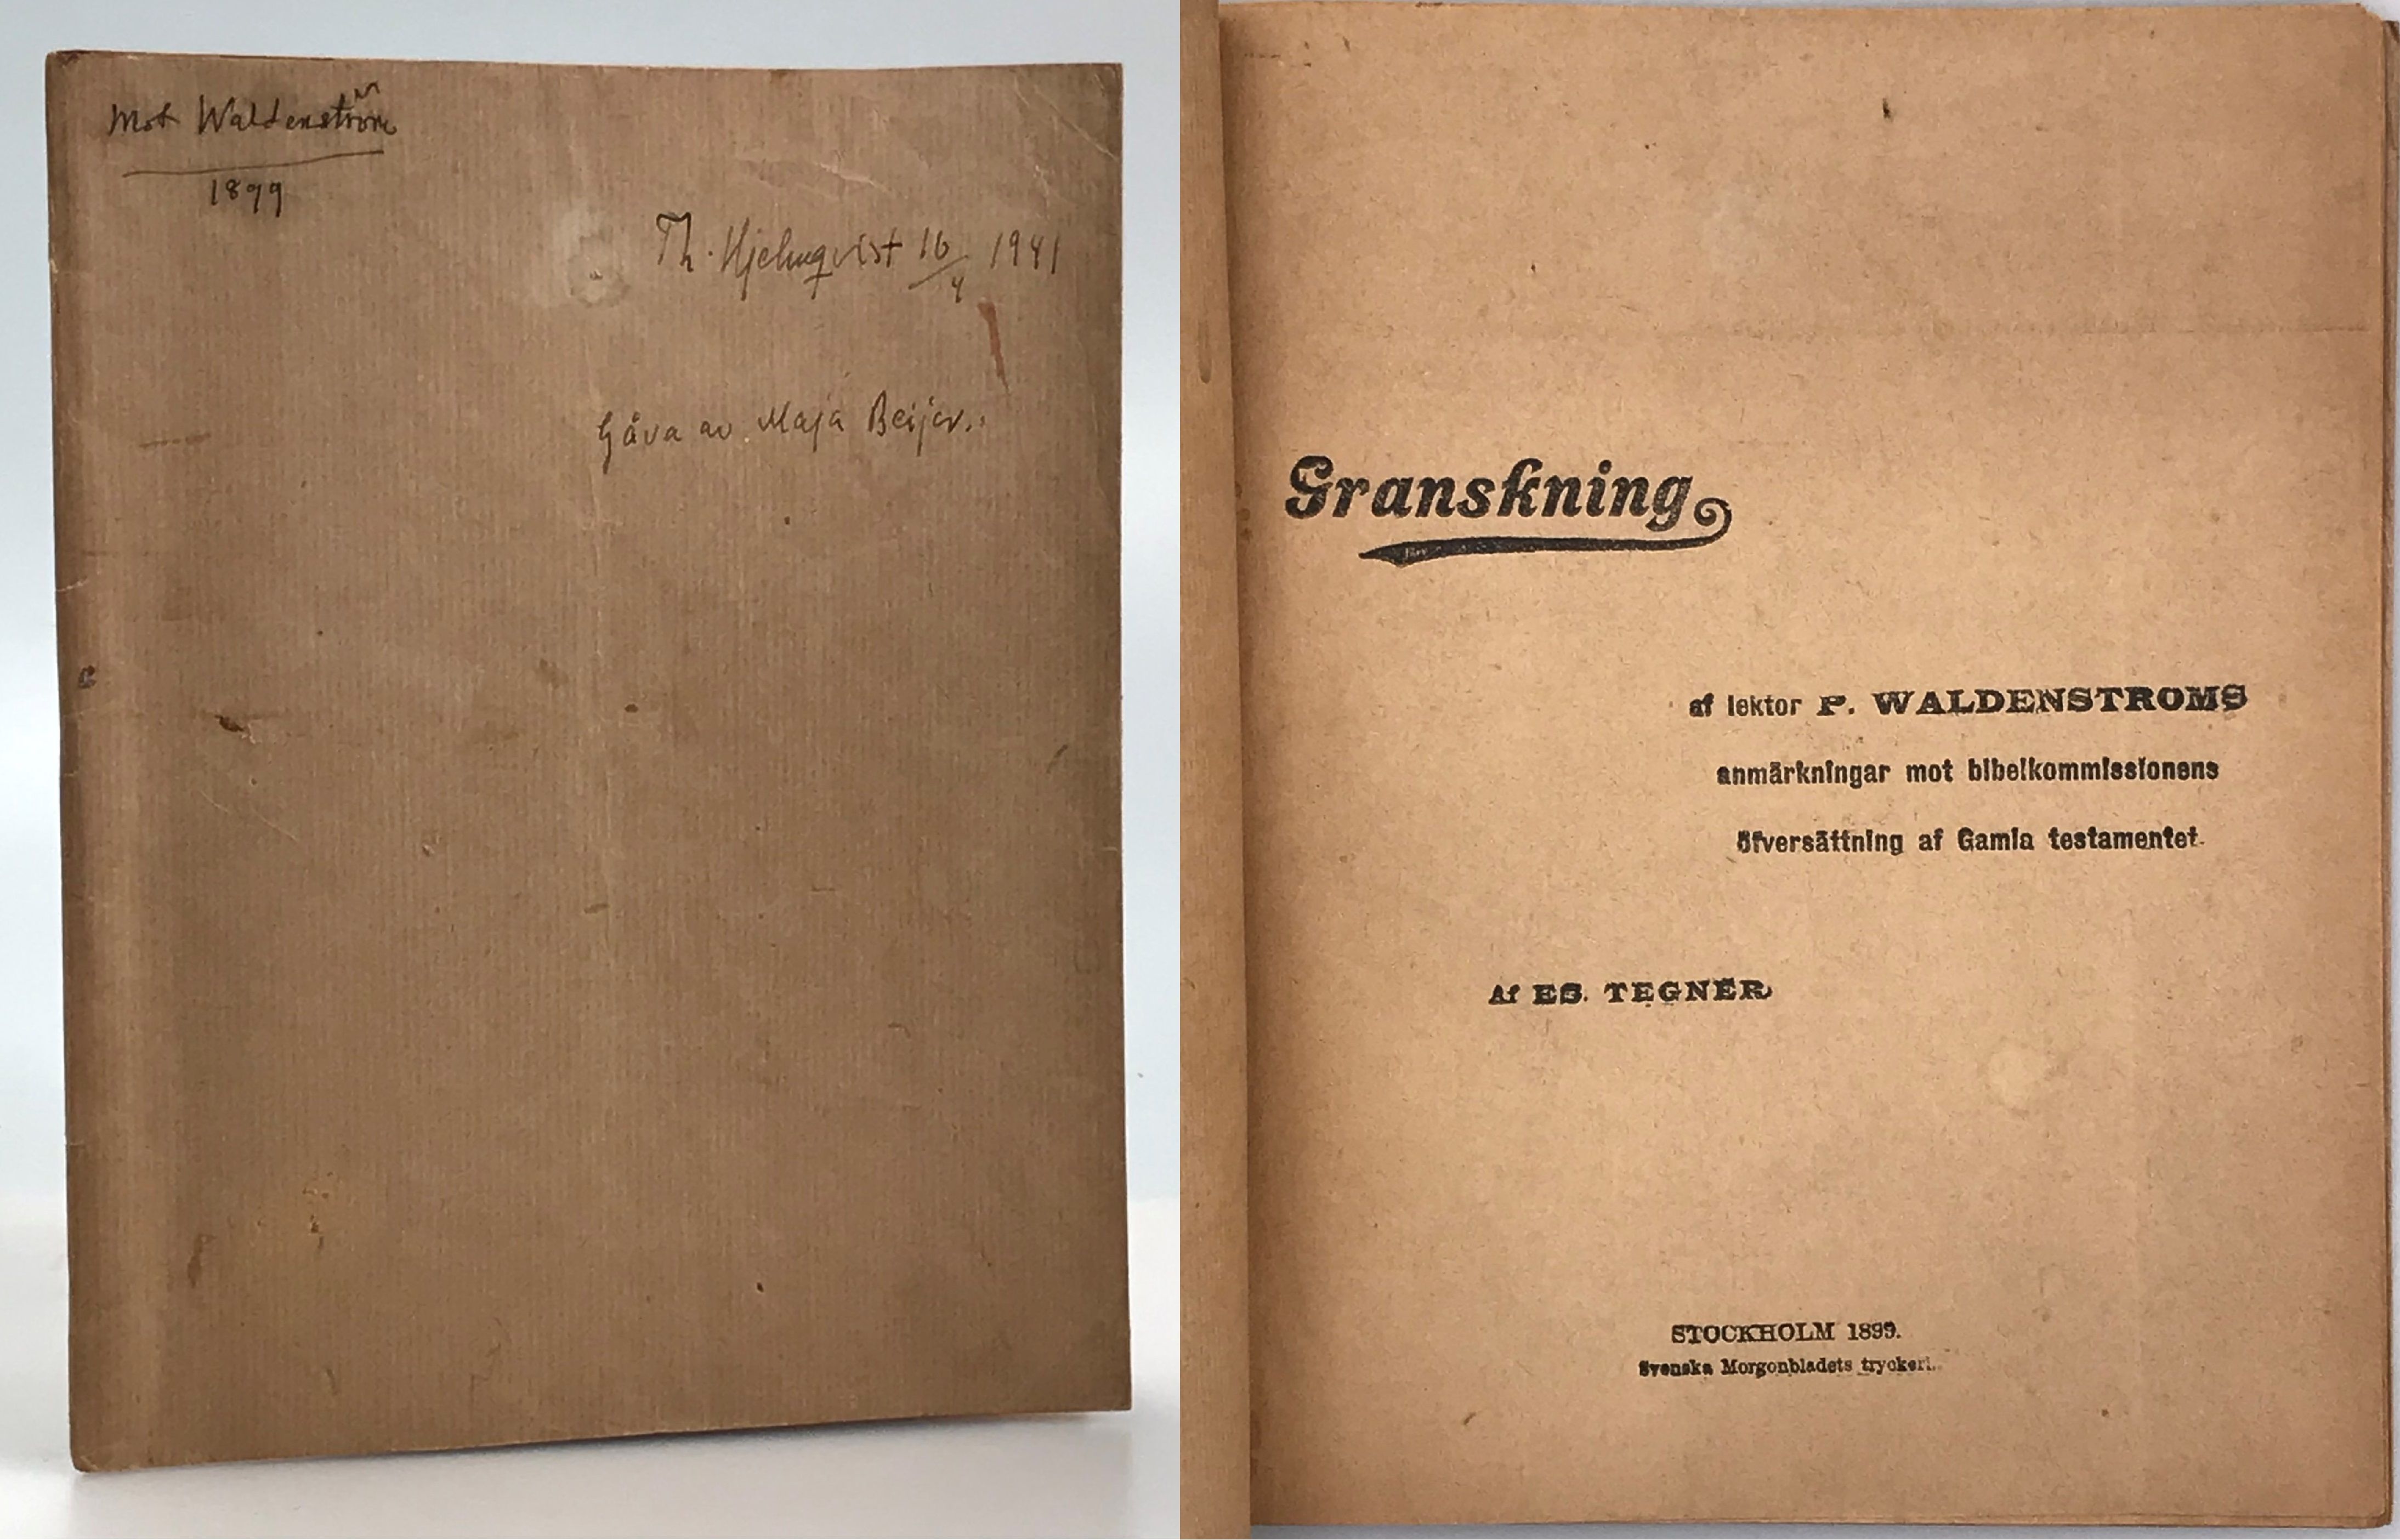 Mot Waldenström
1899
Th. Hjelmqvist 16/4 1941
Gåva av Maja Beijer.
Granskning
af lektor P. WALDENSTROMS
anmärkningar mot bibelkommissionens
öfversättning af Gamla testamentet.
Af ES. TEGNÉR
STOCKHOLM 1899.
Svenska Morgonbladets tryckeri.